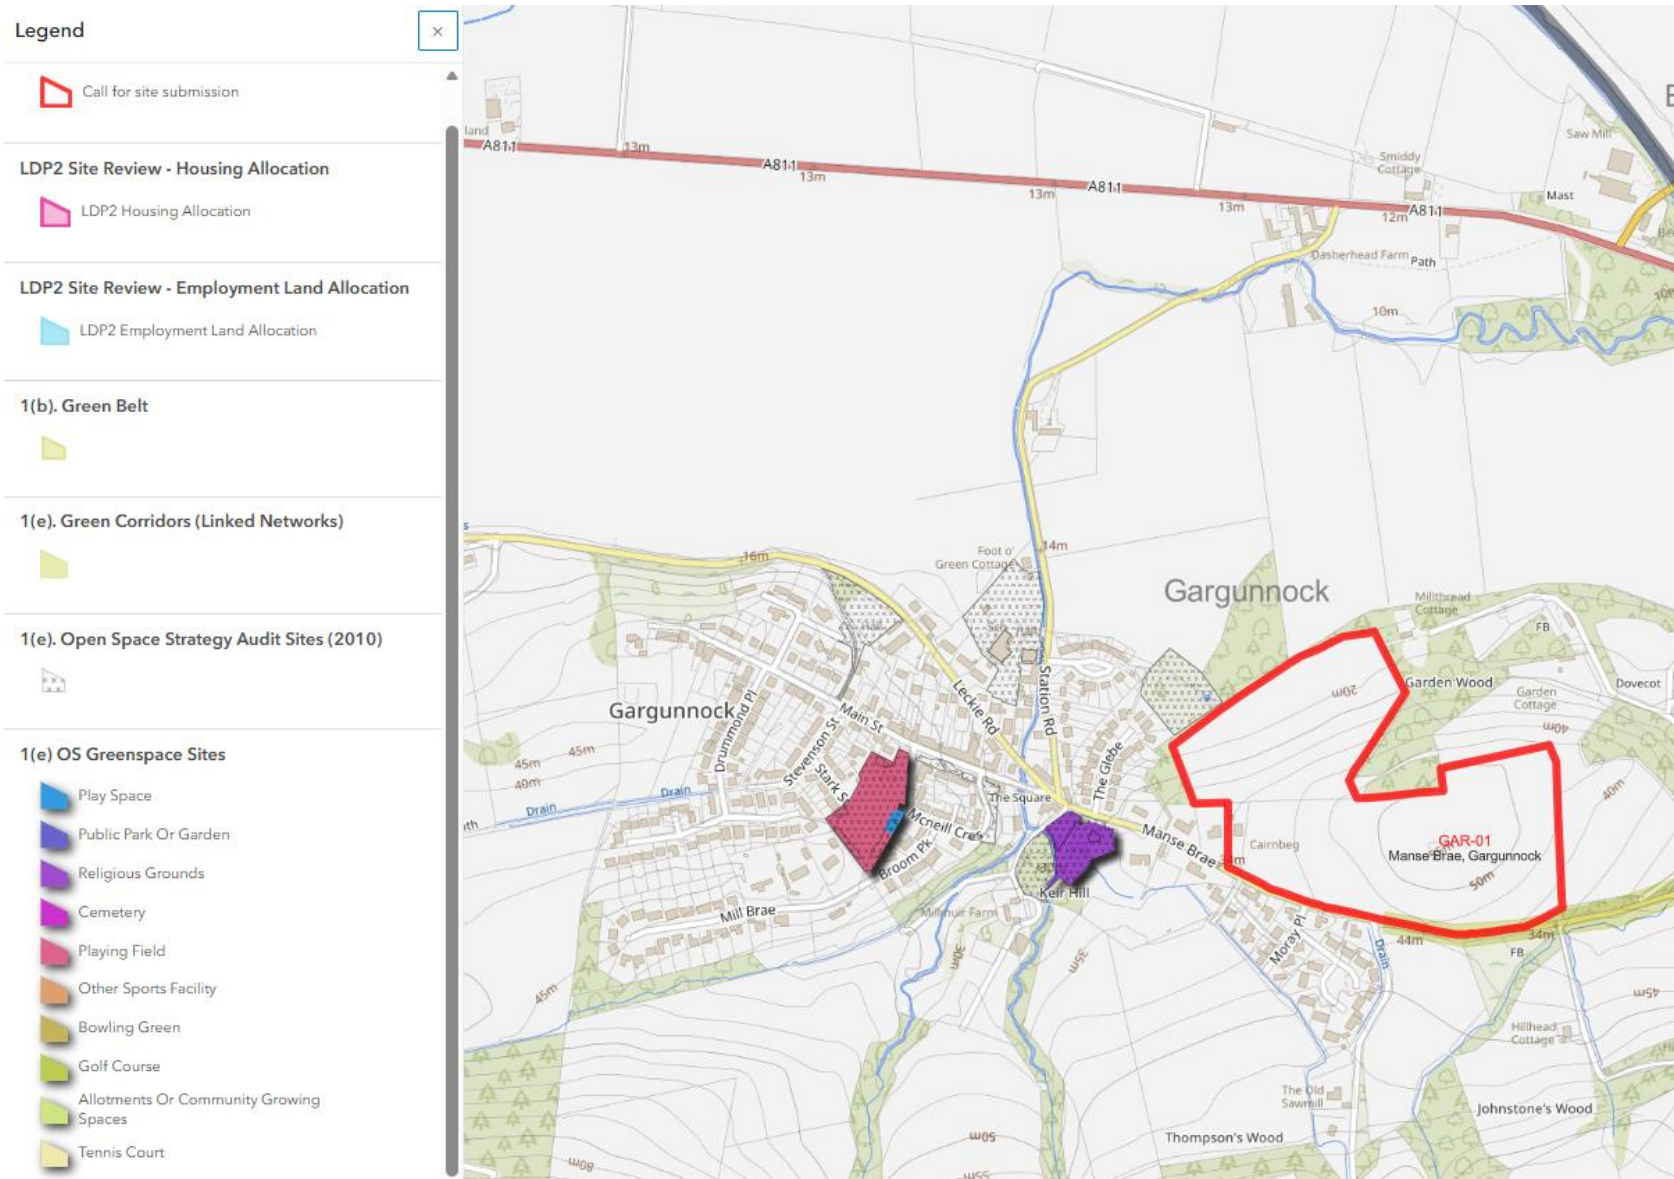 Legend
×
Call for site submission
LDP2 Site Review - Housing Allocation
LDP2 Housing Allocation
LDP2 Site Review - Employment Land Allocation
LDP2 Employment Land Allocation
1(b). Green Belt
1(e). Green Corridors (Linked Networks)
1(e). Open Space Strategy Audit Sites (2010)
1(e) OS Greenspace Sites
Play Space
Public Park Or Garden
Religious Grounds
Cemetery
Playing Field
Other Sports Facility
Bowling Green
Golf Course
Allotments Or Community Growing
Spaces
Tennis Court
A811
13m
A811
13m
13m
A811
13m
12m
A811
Smiddy
Cottage
Saw Mill
Mast
Dasherhead Farm
Path
10m
16m
Foot o'
Green Cottage
14m
Gargunnock
Millthread
Cottage
FB
20m
Garden Wood
Garden
Cottage
Dovecot
40m
40m
Gargunnock
45m
45m
40m
Drain
Drain
Drummond Pl
Stevenson St
Main St
Leckie Rd
Station Rd
The Glebe
The Square
Mcneill Cres
Broom Pk
Mill Brae
Manse Brae
34m
Cairnbeg
GAR-01
Manse Brae, Gargunnock
50m
Keir Hill
Millmuir Farm
30m
35m
45m
Moray Pl
Drain
44m
34m
FB
45m
Hillhead
Cottage
The Old
Sawmill
Johnstone's Wood
Thompson's Wood
50m
55m
80m